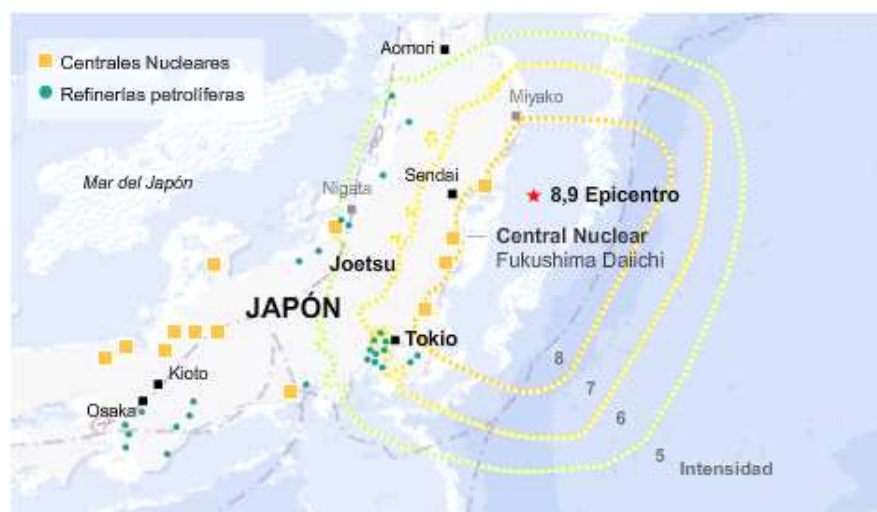 Aomori
Centrales Nucleares
Refinerías petrolíferas
Miyako
Mar del Japón
Nigata
Sendai
8,9 Epicentro
Central Nuclear
Fukushima Daiichi
Joetsu
JAPÓN
Tokio
8
Kioto
7
Osaka
6
5
Intensidad